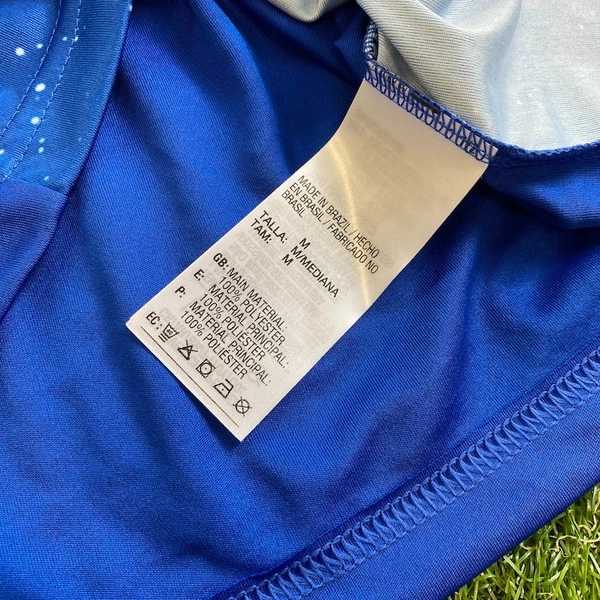 MADE IN BRAZIL / HECHO
EN BRASIL / FABRICADO NO
BRASIL
TALLA: M
TAM: M/MEDIANA
M
GB: MAIN MATERIAL:
100% POLYESTER
E: MATERIAL PRINCIPAL:
100% POLIESTER
P: MATERIAL PRINCIPAL:
100% POLIÉSTER
EC: